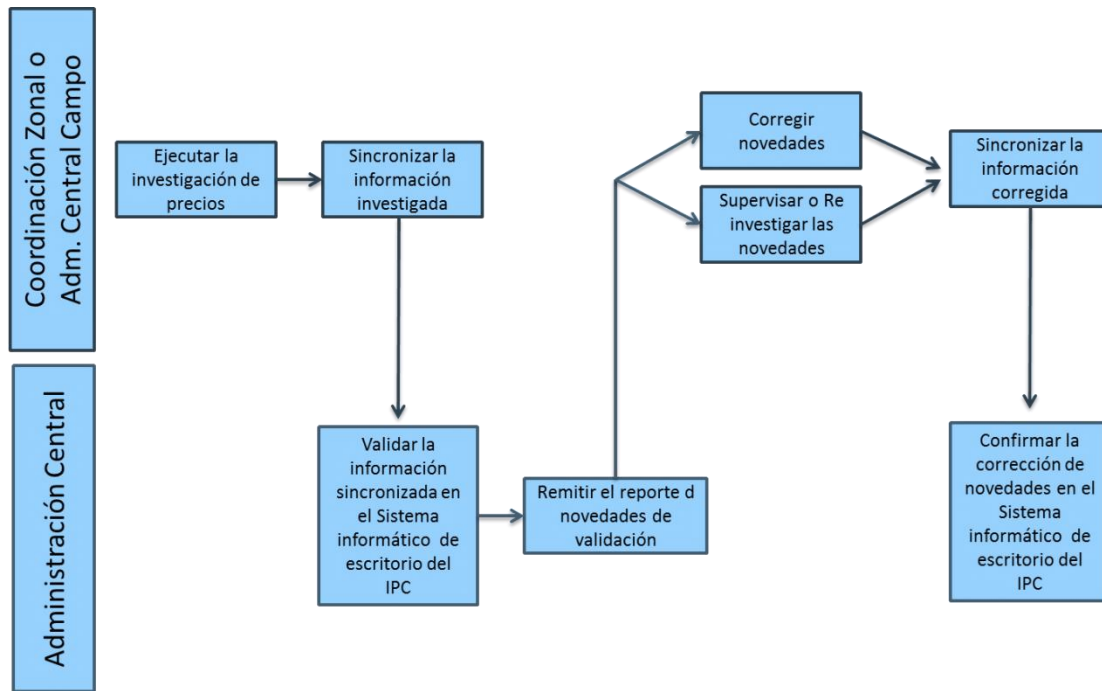 Coordinación Zonal o
Adm. Central Campo
Ejecutar la
investigación de
precios
Sincronizar la
información
investigada
Corregir
novedades
Supervisar o Re
investigar las
novedades
Sincronizar la
información
corregida
Administración Central
Validar la
información
sincronizada en
el Sistema
informático de
escritorio del
IPC
Remitir el reporte d
novedades de
validación
Confirmar la
corrección de
novedades en el
Sistema
informático de
escritorio del
IPC